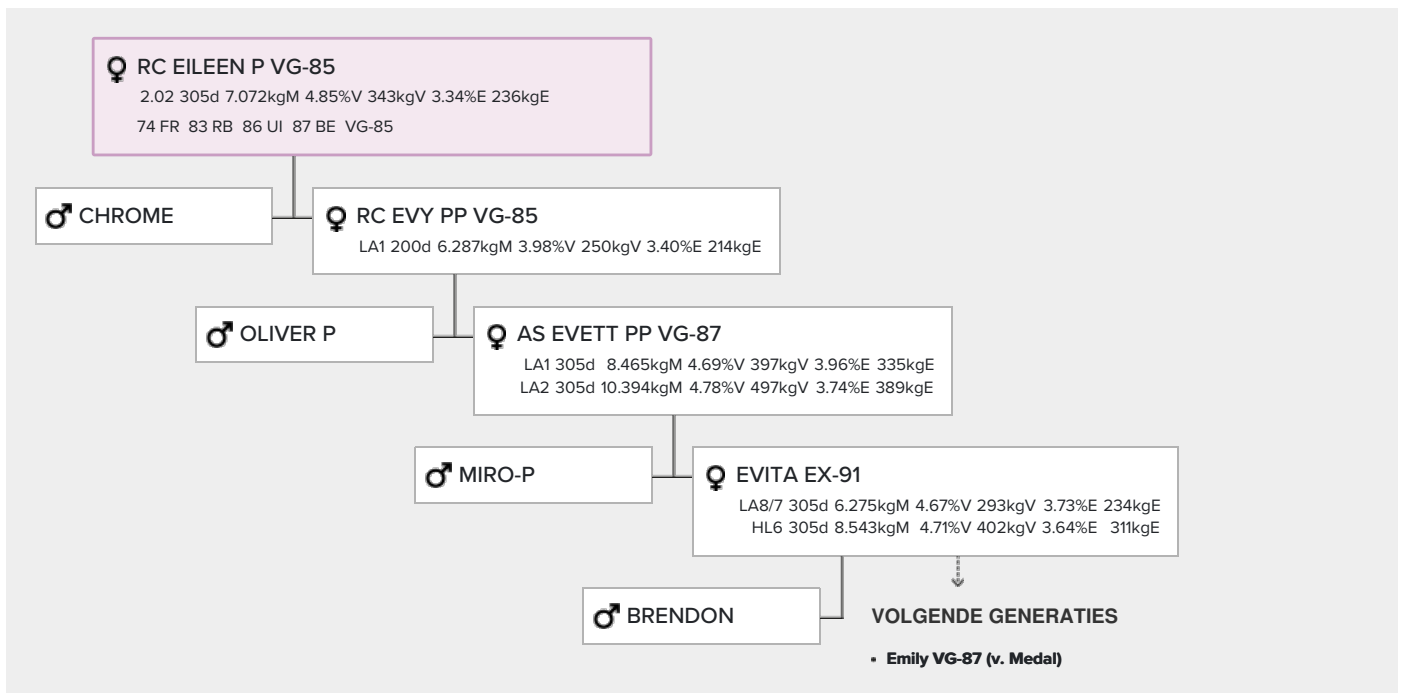 RC EILEEN P VG-85
2.02 305d 7.072kgM 4.85%V 343kgV 3.34%E 236kgE
74 FR 83 RB 86 UI 87 BE VG-85
CHROME
RC EVY PP VG-85
LA1 200d 6.287kgM 3.98%V 250kgV 3.40%E 214kgE
OLIVER P
AS EVETT PP VG-87
LA1 305d 8.465kgM 4.69%V 397kgV 3.96%E 335kgE
LA2 305d 10.394kgM 4.78%V 497kgV 3.74%E 389kgE
MIRO-P
EVITA EX-91
LA8/7 305d 6.275kgM 4.67%V 293kgV 3.73%E 234kgE
HL6 305d 8.543kgM 4.71%V 402kgV 3.64%E 311kgE
BRENDON
VOLGENDE GENERATIES
• Emily VG-87 (v. Medal)